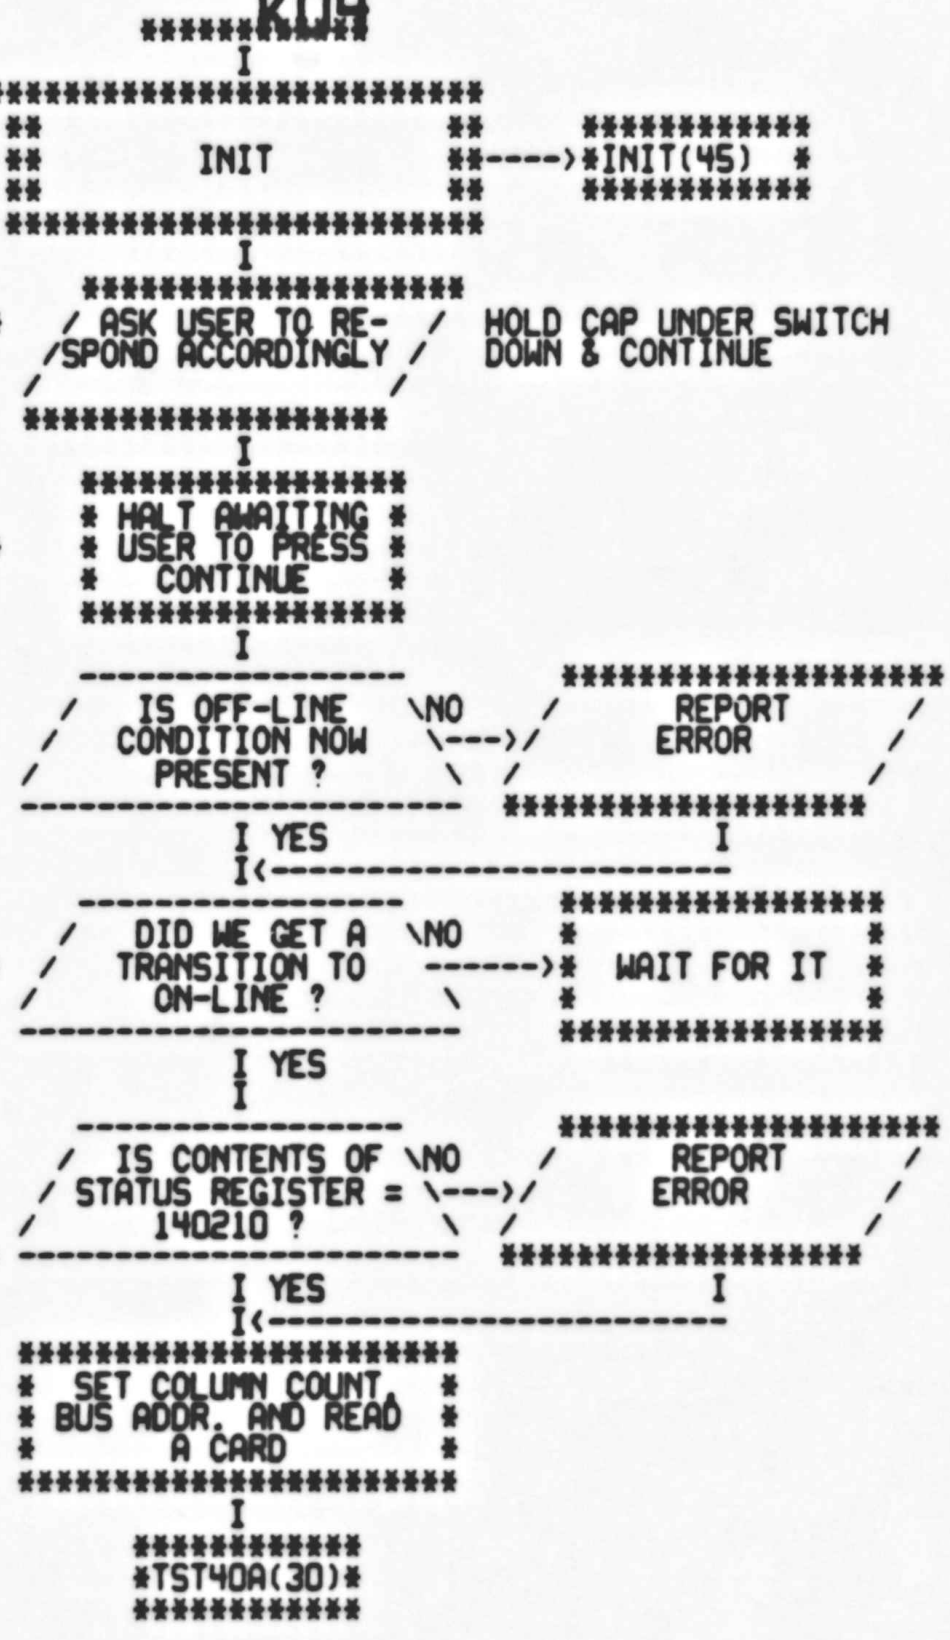 INIT
INIT(45)
ASK USER TO RE-
SPOND ACCORDINGLY
HOLD CAP UNDER SWITCH
DOWN & CONTINUE
HALT AWAITING
USER TO PRESS
CONTINUE
IS OFF-LINE
CONDITION NOW
PRESENT ?
NO
REPORT
ERROR
YES
DID WE GET A
TRANSITION TO
ON-LINE ?
NO
WAIT FOR IT
YES
IS CONTENTS OF
STATUS REGISTER =
140210 ?
NO
REPORT
ERROR
YES
SET COLUMN COUNT,
BUS ADDR. AND READ
A CARD
TST40A(30)